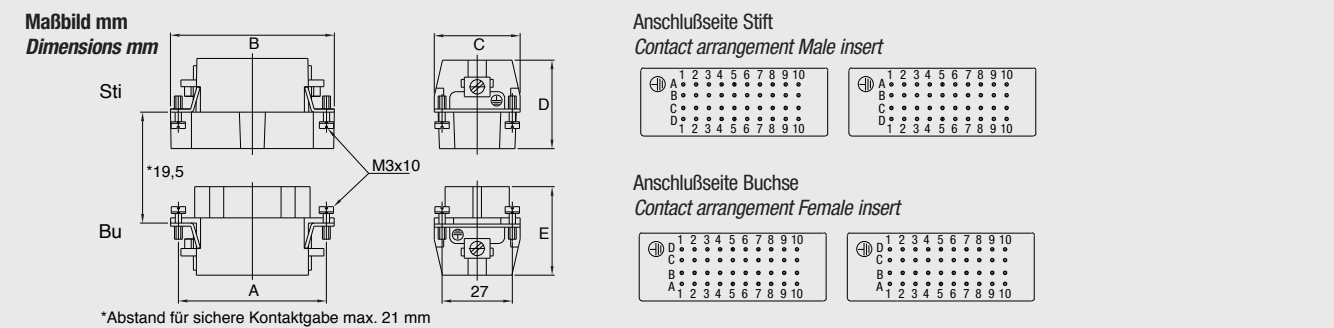 Maßbild mm
Dimensions mm
B
C
Sti
D
*19,5
M3x10
Bu
E
A
27
*Abstand für sichere Kontaktgabe max. 21 mm
Anschlußseite Stift
Contact arrangement Male insert
1 2 3 4 5 6 7 8 9 10
A
B
C
D
1 2 3 4 5 6 7 8 9 10
1 2 3 4 5 6 7 8 9 10
A
B
C
D
1 2 3 4 5 6 7 8 9 10
Anschlußseite Buchse
Contact arrangement Female insert
1 2 3 4 5 6 7 8 9 10
D
C
B
A
1 2 3 4 5 6 7 8 9 10
1 2 3 4 5 6 7 8 9 10
D
C
B
A
1 2 3 4 5 6 7 8 9 10